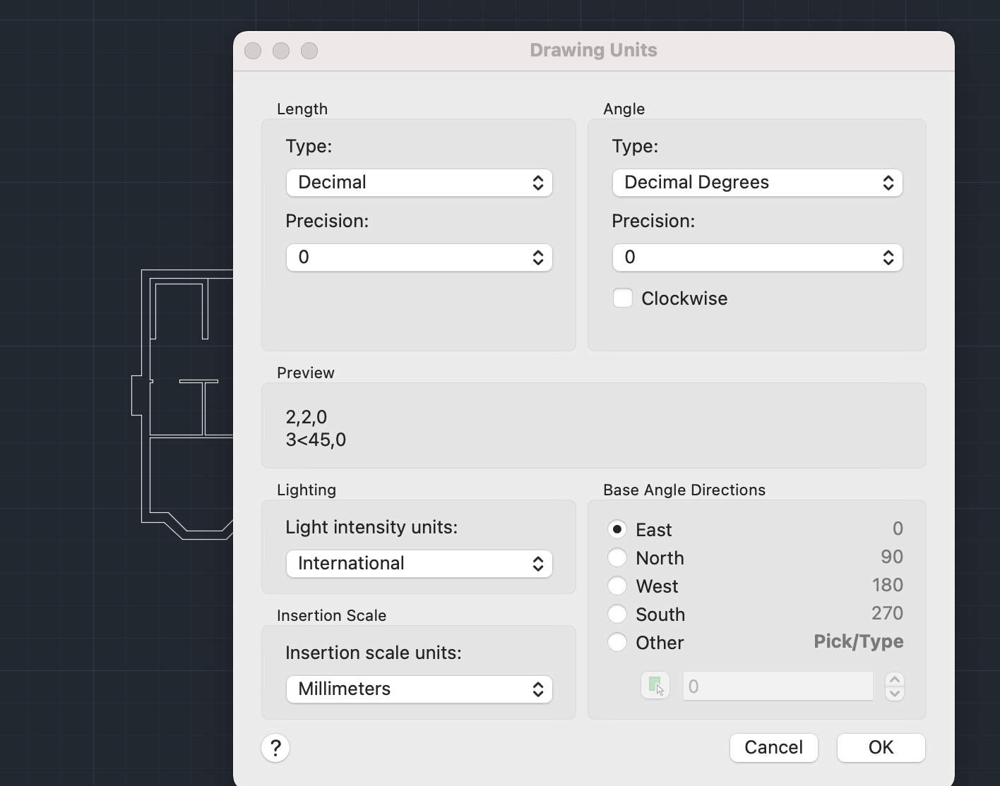 Drawing Units
Length
Type:
Decimal
Precision:
0
Angle
Type:
Decimal Degrees
Precision:
0
Clockwise
Preview
2,2,0
3<45,0
Lighting
Light intensity units:
International
Insertion Scale
Insertion scale units:
Millimeters
Base Angle Directions
East 0
North 90
West 180
South 270
Other Pick/Type
0
?
Cancel
OK